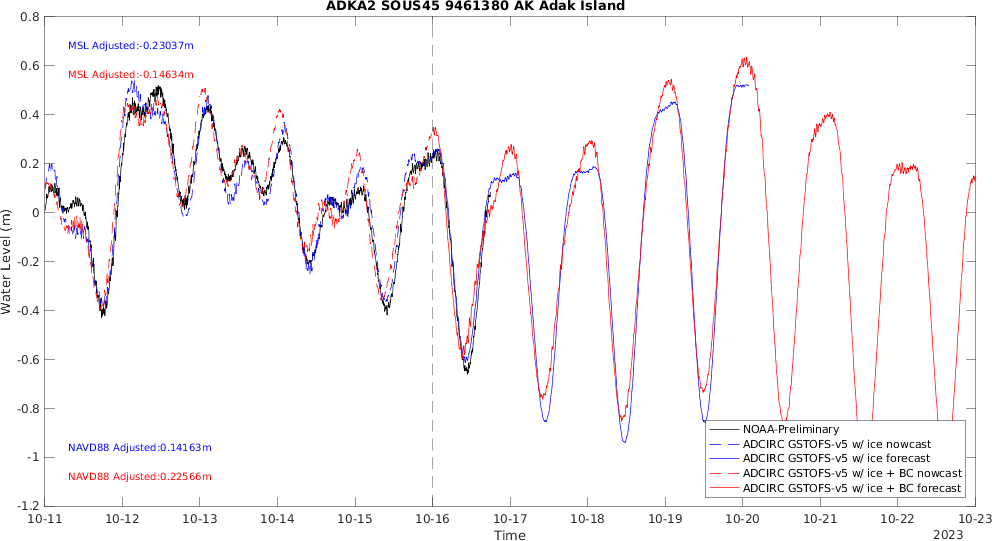 ADKA2 SOUS45 9461380 AK Adak Island
0.8
0.6
0.4
0.2
0
-0.2
-0.4
-0.6
-0.8
-1
-1.2
Water Level (m)
MSL Adjusted:-0.23037m
MSL Adjusted:-0.14634m
NAVD88 Adjusted:0.14163m
NAVD88 Adjusted:0.22566m
NOAA-Preliminary
ADCIRC GSTOFS-v5 w/ ice nowcast
ADCIRC GSTOFS-v5 w/ ice forecast
ADCIRC GSTOFS-v5 w/ ice + BC nowcast
ADCIRC GSTOFS-v5 w/ ice + BC forecast
10-11 10-12 10-13 10-14 10-15 10-16 10-17 10-18 10-19 10-20 10-21 10-22 10-23
Time
2023